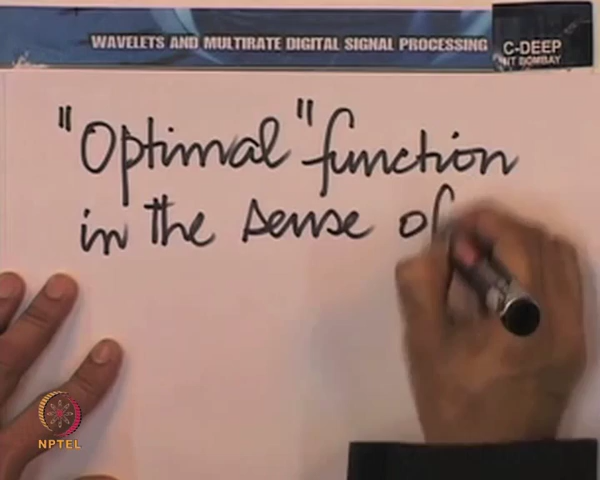 WAVELETS AND MULTIRATE DIGITAL SIGNAL PROCESSING
C-DEEP
IIT BOMBAY
"Optimal" function
in the sense of
NPTEL